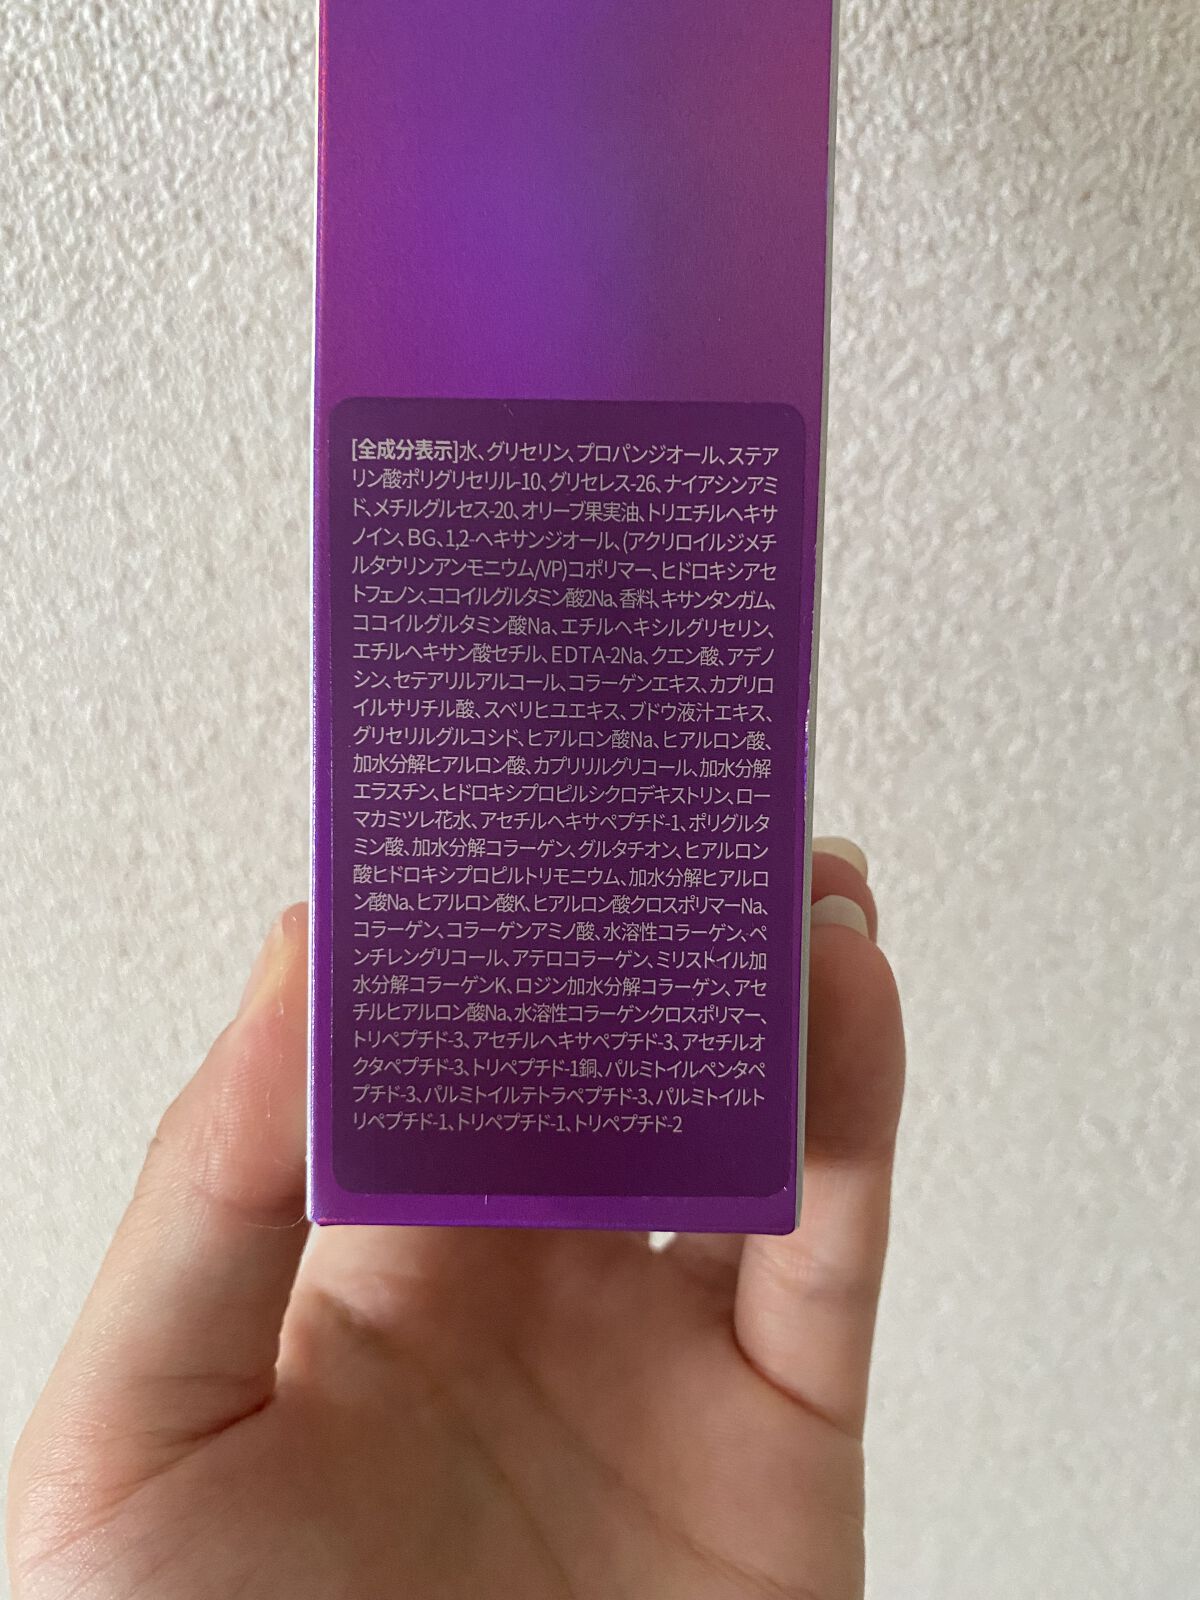 [全成分表示]水、グリセリン、プロパンジオール、ステア
リン酸ポリグリセリル-10、グリセレス-26、ナイアシンアミ
ド、メチルグルセス-20、オリーブ果実油、トリエチルヘキサ
ノイン、BG、1,2-ヘキサンジオール、(アクリロイルジメチ
ルタウリンアンモニウム/VP)コポリマー、ヒドロキシアセ
トフェノン、ココイルグルタミン酸2Na、香料、キサンタンガム、
ココイルグルタミン酸Na、エチルヘキシルグリセリン、
エチルヘキサン酸セチル、EDTA-2Na、クエン酸、アデノ
シン、セテアリルアルコール、コラーゲンエキス、カプリロ
イルサリチル酸、スベリヒユエキス、ブドウ液汁エキス、
グリセリルグルコシド、ヒアルロン酸Na、ヒアルロン酸、
加水分解ヒアルロン酸、カプリリルグリコール、加水分解
エラスチン、ヒドロキシプロピルシクロデキストリン、ロー
マカミツレ花水、アセチルヘキサペプチド-1、ポリグルタ
ミン酸、加水分解コラーゲン、グルタチオン、ヒアルロン
酸ヒドロキシプロピルトリモニウム、加水分解ヒアルロ
ン酸Na、ヒアルロン酸K、ヒアルロン酸クロスポリマーNa、
コラーゲン、コラーゲンアミノ酸、水溶性コラーゲン、ペ
ンチレングリコール、アテロコラーゲン、ミリストイル加
水分解コラーゲンK、ロジン加水分解コラーゲン、アセ
チルヒアルロン酸Na、水溶性コラーゲンクロスポリマー、
トリペプチド-3、アセチルヘキサペプチド-3、アセチルオ
クタペプチド-3、トリペプチド-1銅、パルミトイルペンタペ
プチド-3、パルミトイルテトラペプチド-3、パルミトイルト
リペプチド-1、トリペプチド-1、トリペプチド-2